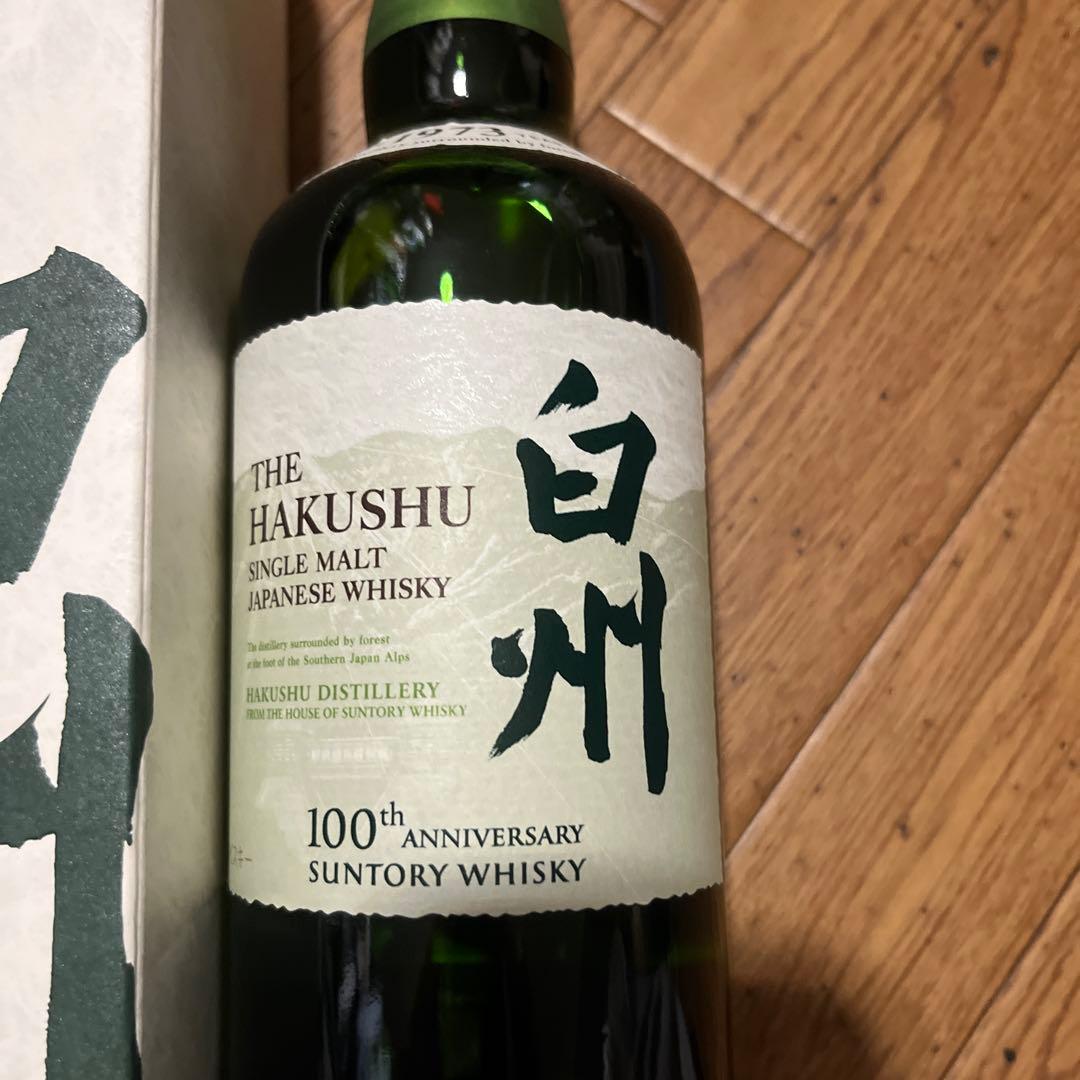 1973
THE
HAKUSHU
SINGLE MALT
JAPANESE WHISKY
白州
The distillery surrounded by forest
at the foot of the Southern Japan Alps
HAKUSHU DISTILLERY
FROM THE HOUSE OF SUNTORY WHISKY
100th ANNIVERSARY
SUNTORY WHISKY